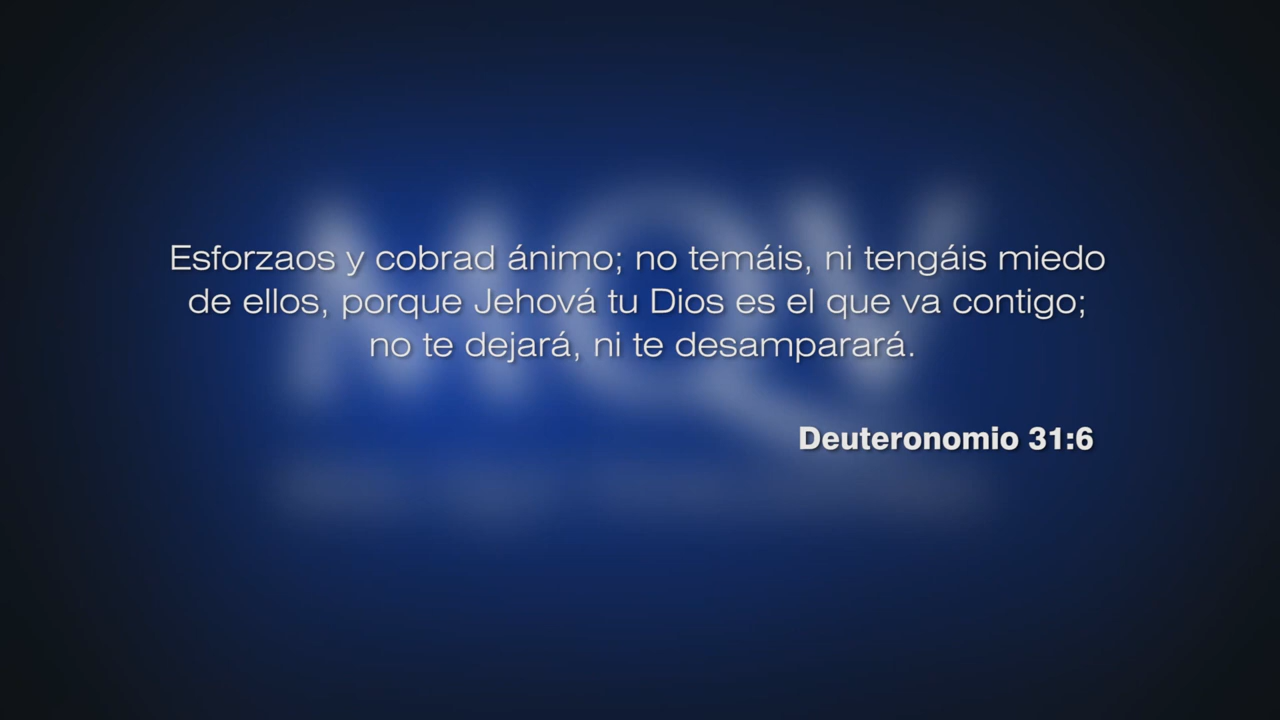 Esforzaos y cobrad ánimo; no temáis, ni tengáis miedo
de ellos, porque Jehová tu Dios es el que va contigo;
no te dejará, ni te desamparará.
Deuteronomio 31:6
MQV